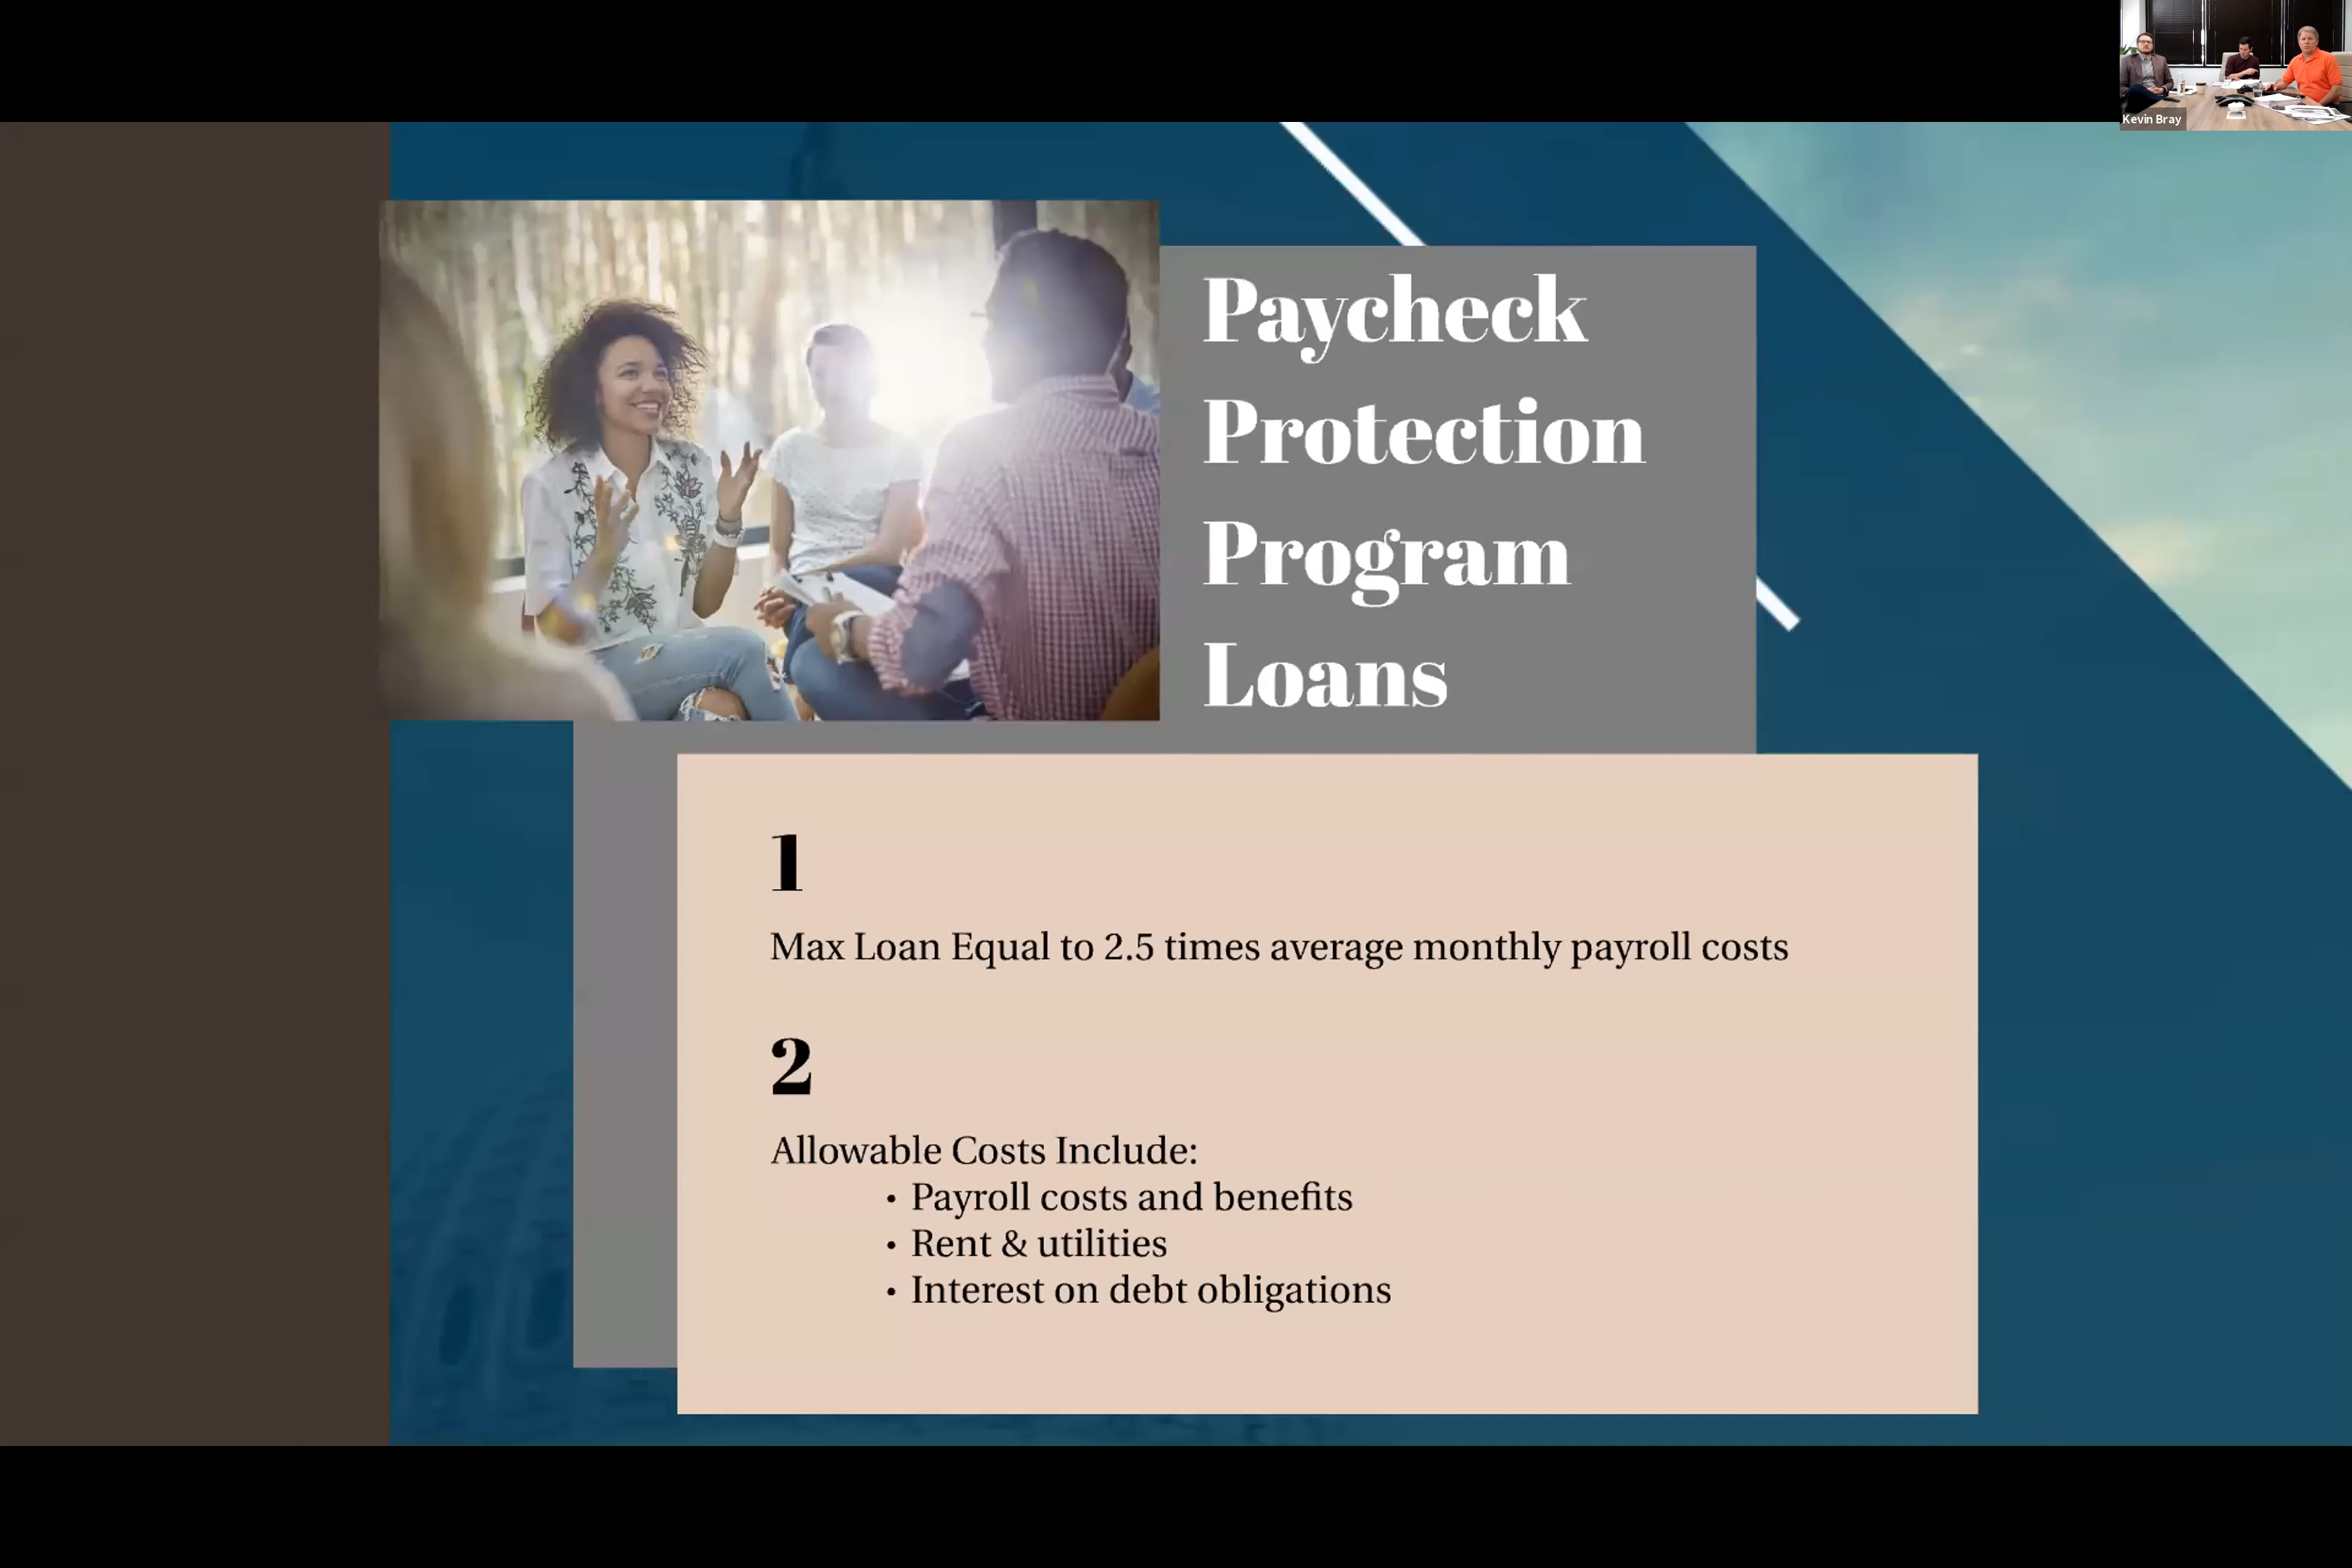 Kevin Bray
Paycheck
Protection
Program
Loans
1
Max Loan Equal to 2.5 times average monthly payroll costs
2
Allowable Costs Include:
• Payroll costs and benefits
• Rent & utilities
• Interest on debt obligations